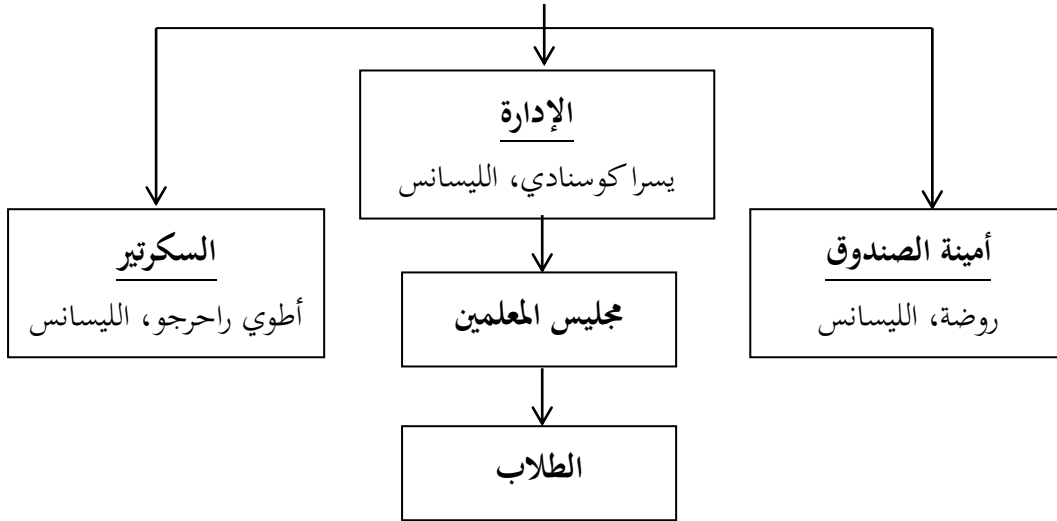 الإدارة
يسرا كوسنادي، الليسانس
أمينة الصندوق
روضة، الليسانس
السكرتير
أطوي راحرجو، الليسانس
مجليس المعلمين
الطلاب